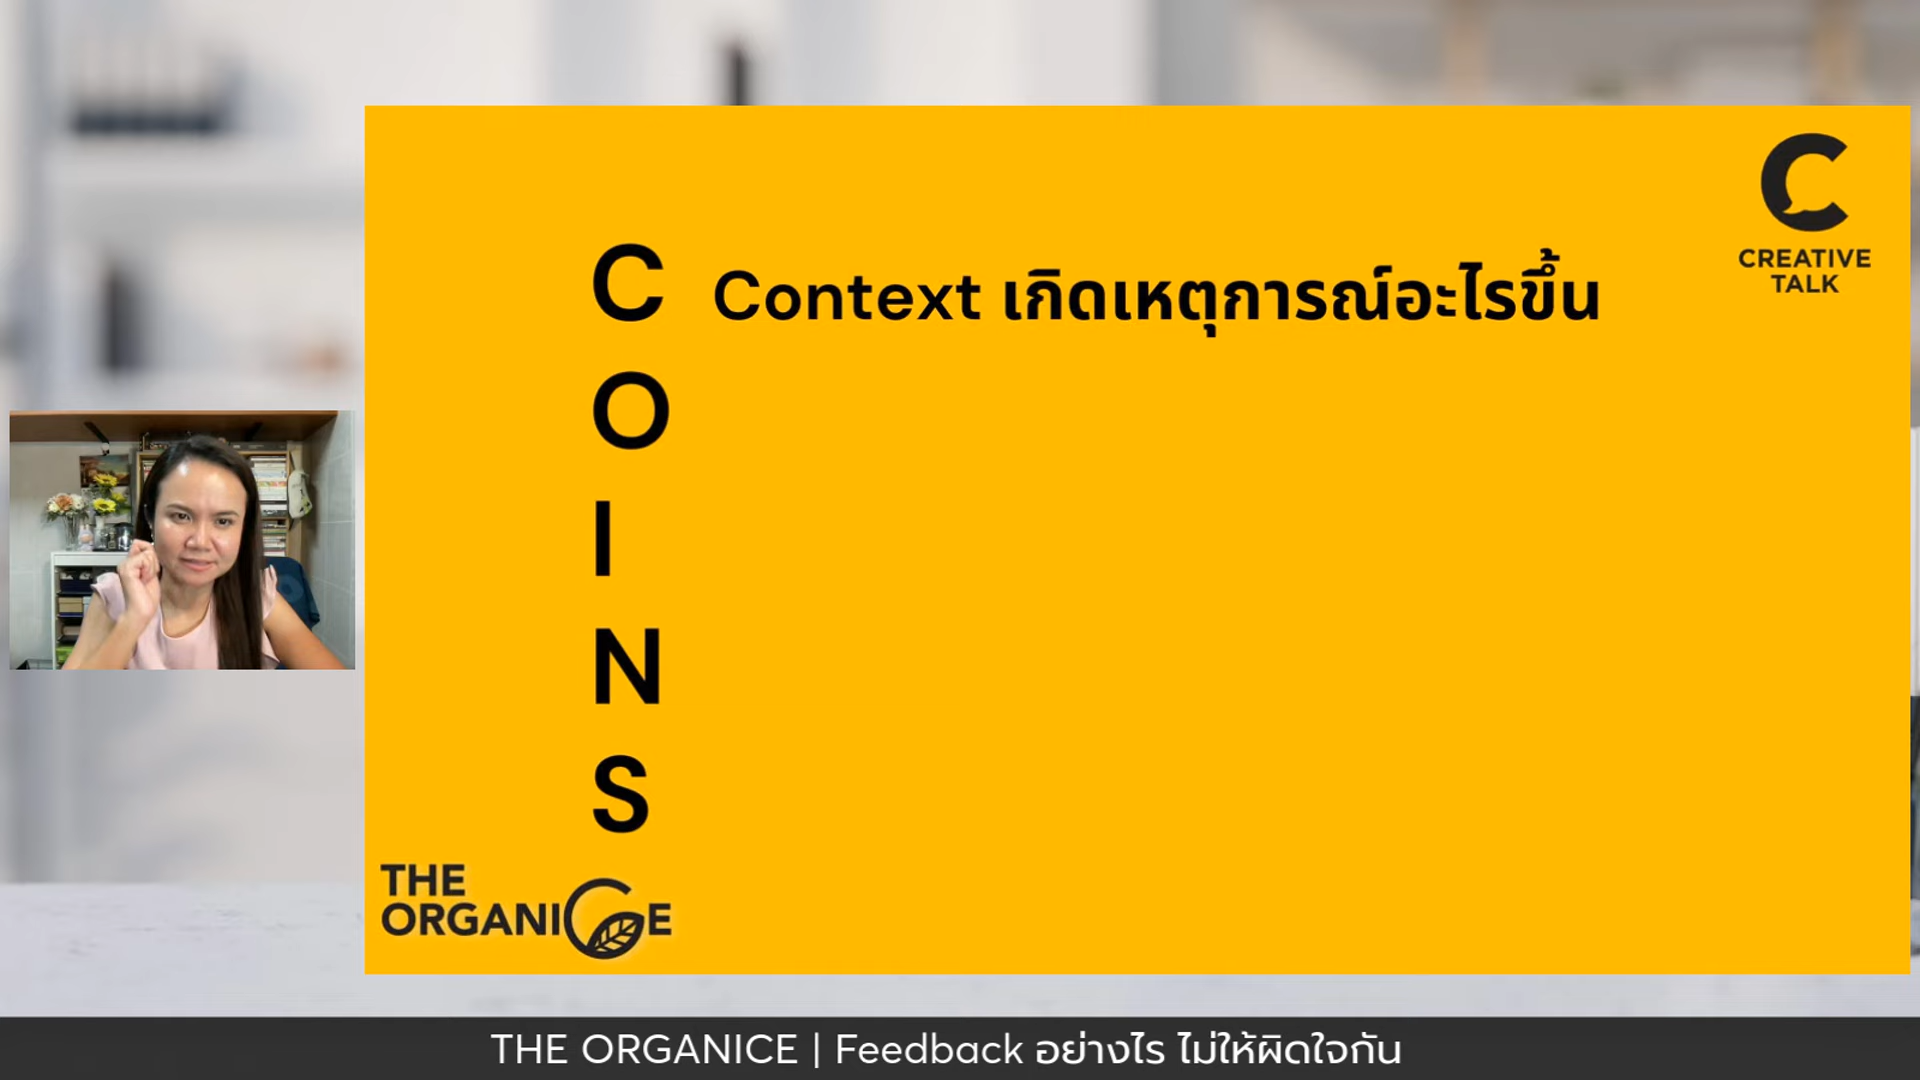 C Context เกิดเหตุการณ์อะไรขึ้น
O
I
N
S
CREATIVE
TALK
THE
ORGANICE
THE ORGANICE | Feedback อย่างไร ไม่ให้ผิดใจกัน